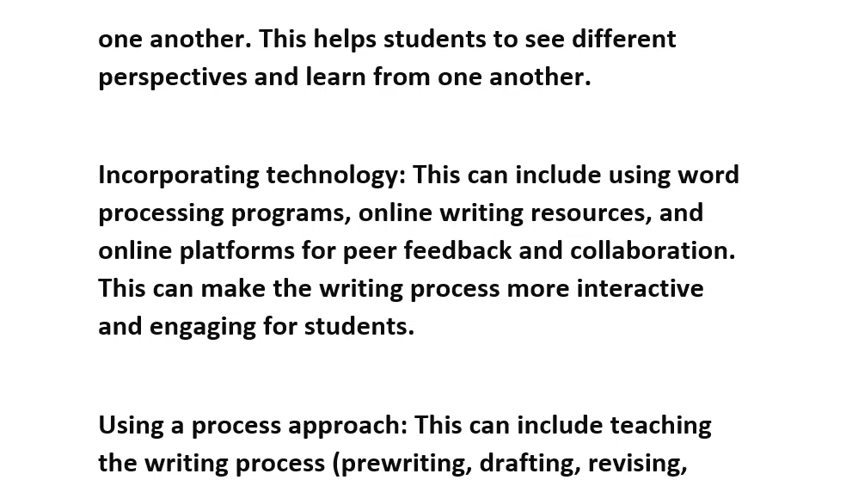 one another. This helps students to see different
perspectives and learn from one another.
Incorporating technology: This can include using word
processing programs, online writing resources, and
online platforms for peer feedback and collaboration.
This can make the writing process more interactive
and engaging for students.
Using a process approach: This can include teaching
the writing process (prewriting, drafting, revising,